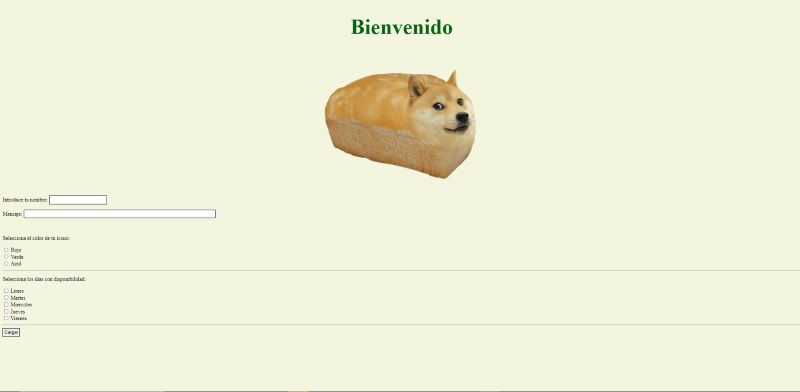 Bienvenido
Introduce tu nombre:
Mensaje:
Selecciona el color de tu icono:
Rojo
Verde
Azul
Selecciona los dias con disponibilidad:
Lunes
Martes
Miercoles
Jueves
Viernes
Cargar